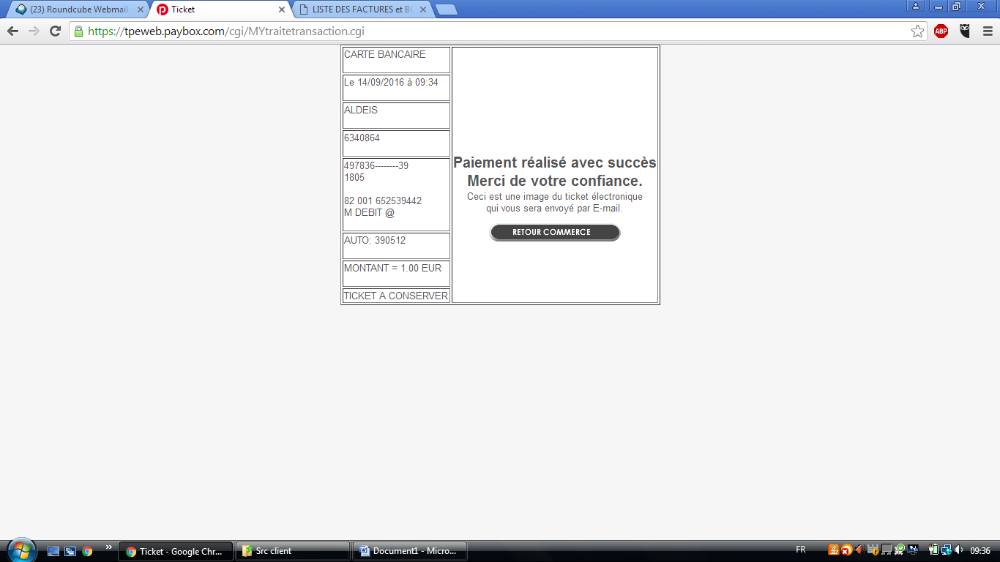 (23) Roundcube Webmail
Ticket
LISTE DES FACTURES et BO
https://tpeweb.paybox.com/cgi/MYtraitetransaction.cgi
ABP
CARTE BANCAIRE
Le 14/09/2016 à 09:34
ALDEIS
6340864
497836--------39
1805
82 001 652539442
M DEBIT @
AUTO: 390512
MONTANT = 1.00 EUR
TICKET A CONSERVER
Paiement réalisé avec succès
Merci de votre confiance.
Ceci est une image du ticket électronique
qui vous sera envoyé par E-mail.
RETOUR COMMERCE
Ticket - Google Chr...
Src client
Document1 - Micro...
FR
09:36